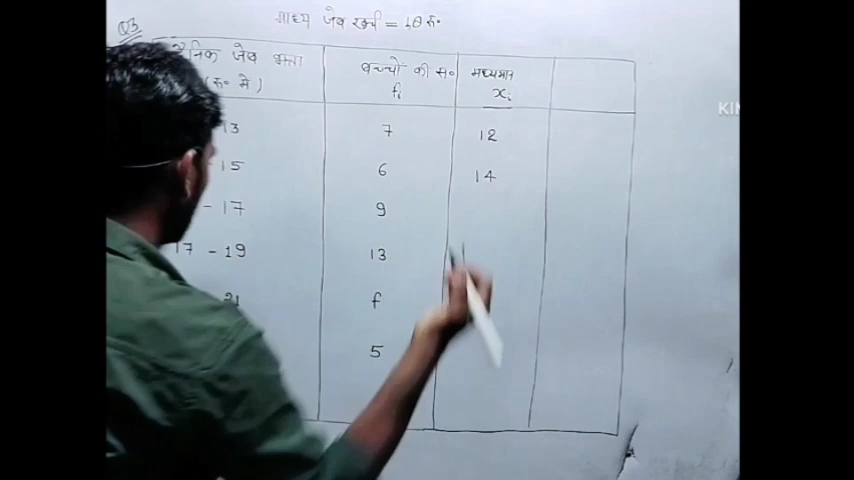 Q3
माध्य जेब खर्च = 18 रु॰
दैनिक जेब भत्ता
(रु॰ में)
बच्चों की सं॰
fi
मध्यमान
xi
13
7
12
- 15
6
14
- 17
9
17 - 19
13
21
f
5